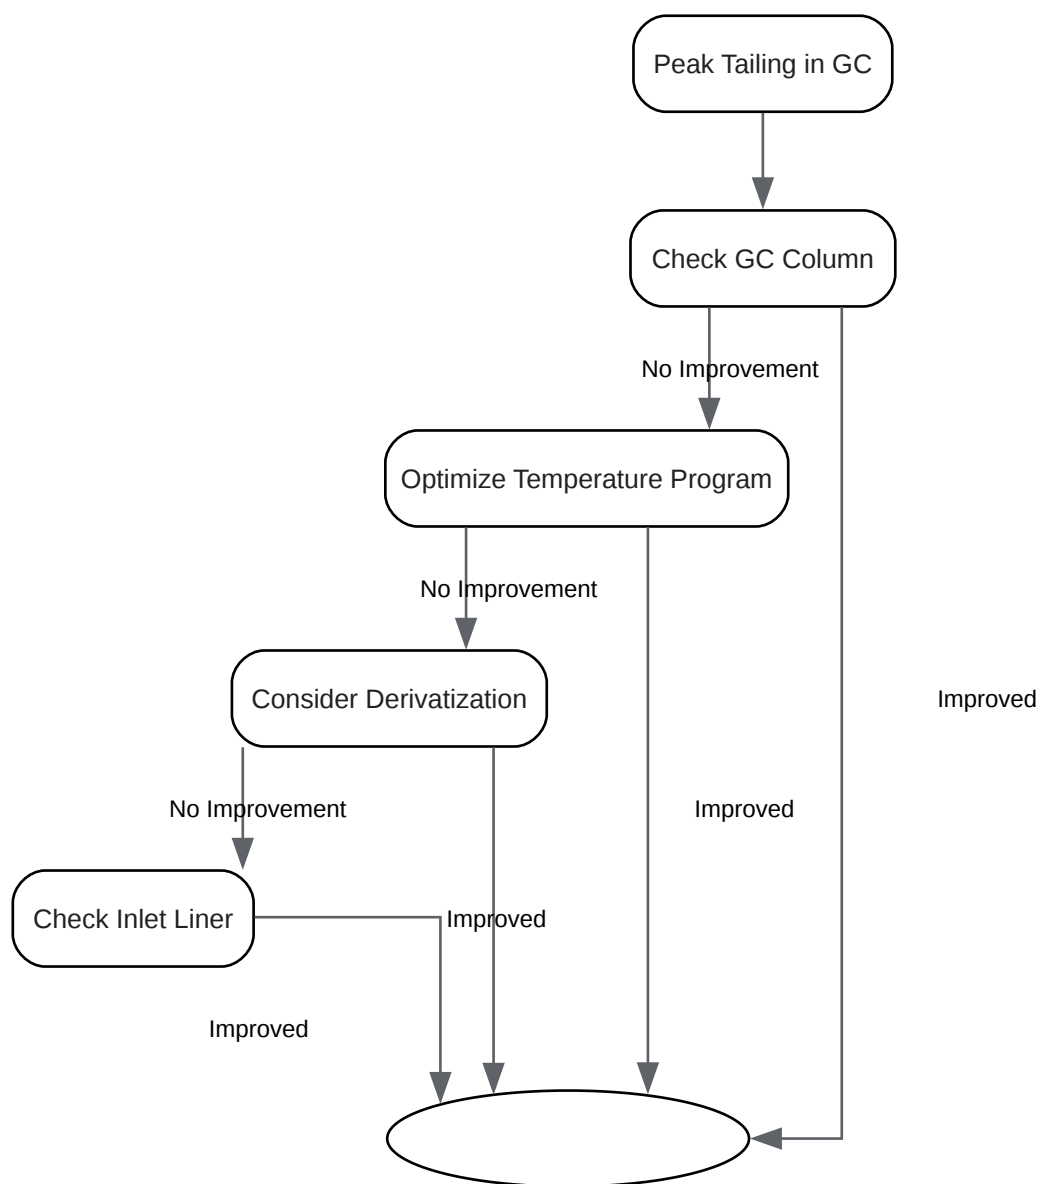 Peak Tailing in GC
Check GC Column
No Improvement
Optimize Temperature Program
No Improvement
Consider Derivatization
Improved
No Improvement
Improved
Check Inlet Liner
Improved
Improved